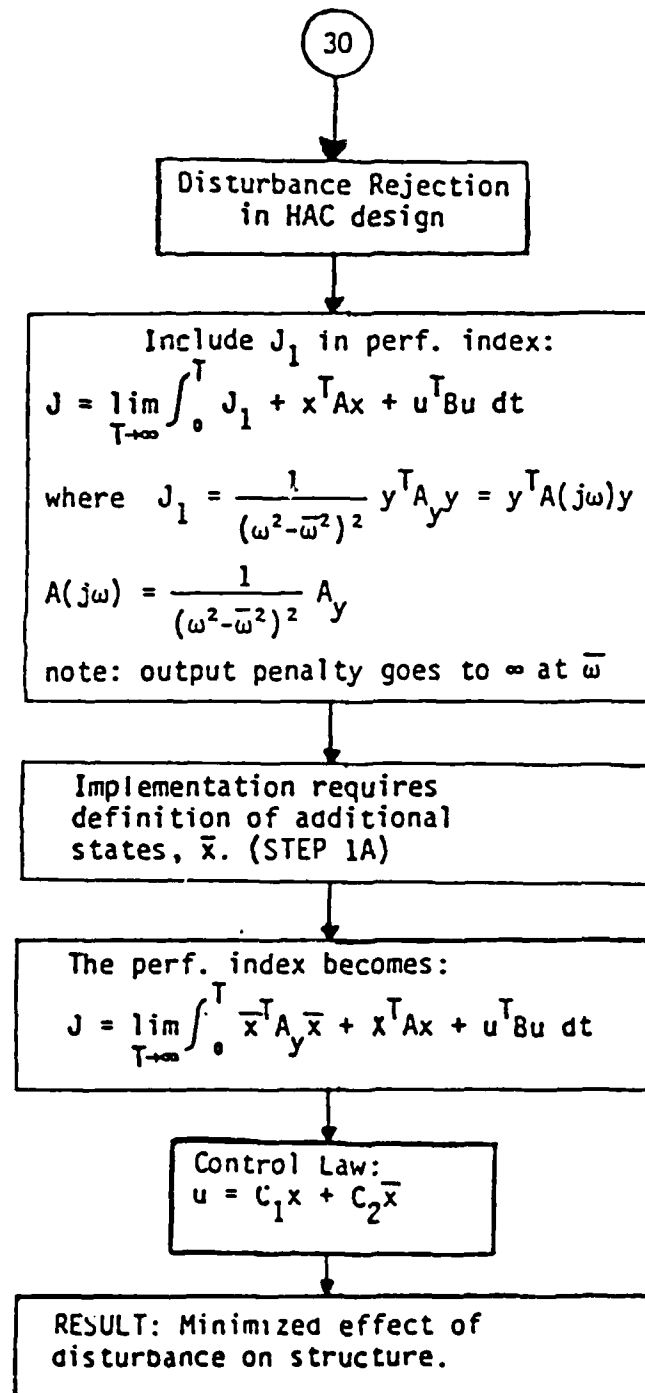 30
Disturbance Rejection
in HAC design
Include J₁ in perf. index:
J = lim T→∞ ∫₀ᵀ J₁ + xᵀAx + uᵀBu dt
where J₁ = 1/(ω²-ω̅²)² yᵀA_y y = yᵀA(jω)y
A(jω) = 1/(ω²-ω̅²)² A_y
note: output penalty goes to ∞ at ω̅
Implementation requires
definition of additional
states, x̅. (STEP 1A)
The perf. index becomes:
J = lim T→∞ ∫₀ᵀ x̅ᵀA_y x̅ + xᵀAx + uᵀBu dt
Control Law:
u = C₁x + C₂x̅
RESULT: Minimized effect of
disturbance on structure.